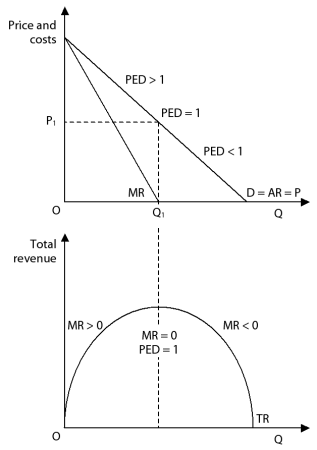 Price and
costs
PED > 1
P₁
PED = 1
PED < 1
MR
D = AR = P
O
Q₁
Q
Total
revenue
MR > 0
MR < 0
MR = 0
PED = 1
TR
O
Q